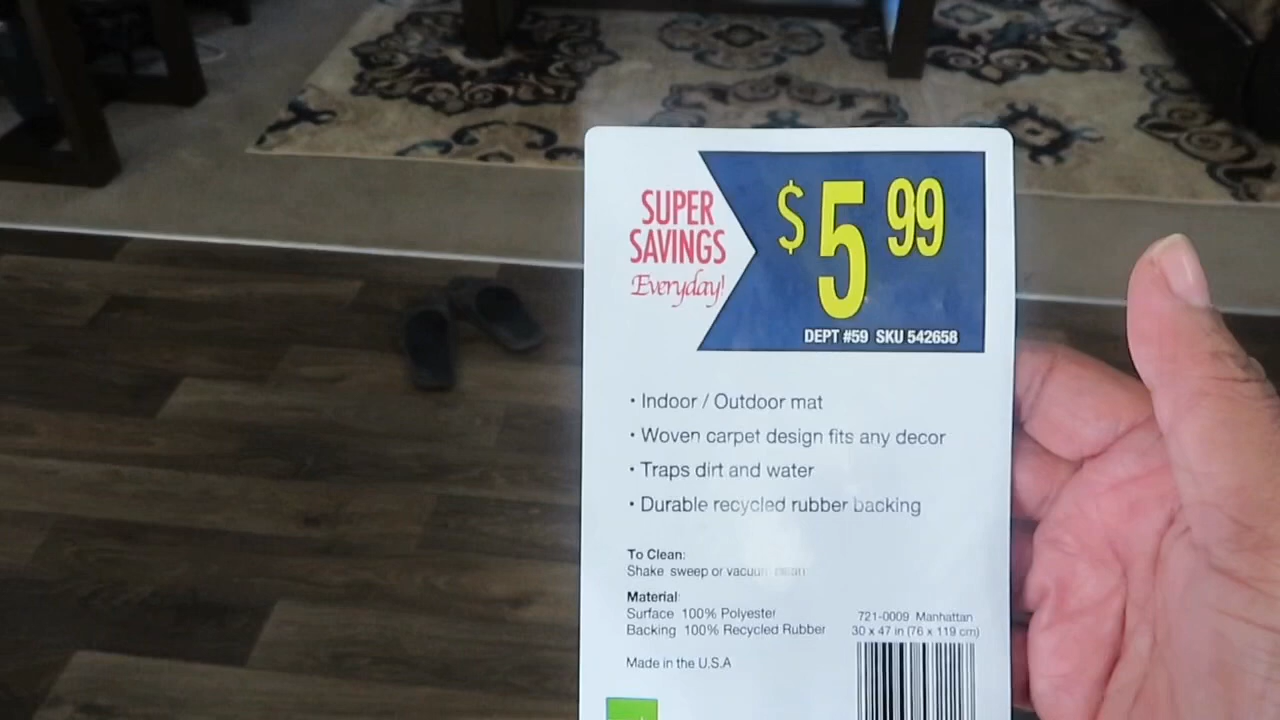 SUPER
SAVINGS
Everyday!
$5 99
DEPT #59 SKU 542658
• Indoor / Outdoor mat
• Woven carpet design fits any decor
• Traps dirt and water
• Durable recycled rubber backing
To Clean:
Shake sweep or vacuum clean
Material:
Surface 100% Polyester
Backing 100% Recycled Rubber
721-0009 Manhattan
30 x 47 in (76 x 119 cm)
Made in the U.S.A